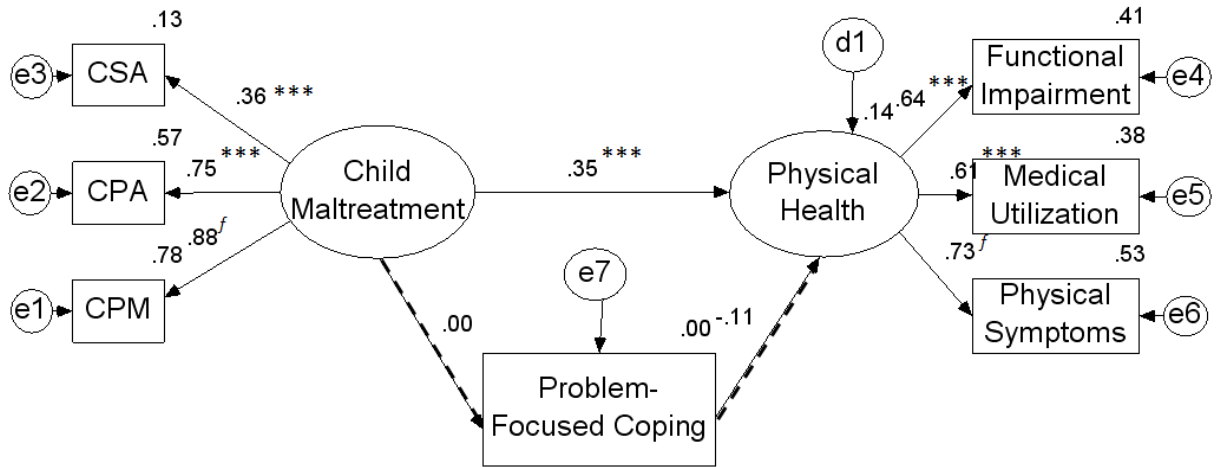 .13
e3
CSA
.36 ***
.57
e2
CPA
.75 ***
.78
.88 f
e1
CPM
Child
Maltreatment
.35 ***
.00
e7
Problem-
Focused Coping
.00
-.11
d1
.14
Physical
Health
.64 ***
.41
Functional
Impairment
e4
.61 ***
.38
Medical
Utilization
e5
.73 f
.53
Physical
Symptoms
e6